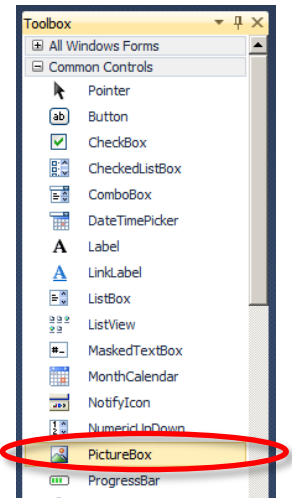 Toolbox
All Windows Forms
Common Controls
Pointer
ab Button
CheckBox
CheckedListBox
ComboBox
DateTimePicker
A Label
A LinkLabel
ListBox
ListView
#_ MaskedTextBox
MonthCalendar
NotifyIcon
NumericUpDown
PictureBox
ProgressBar